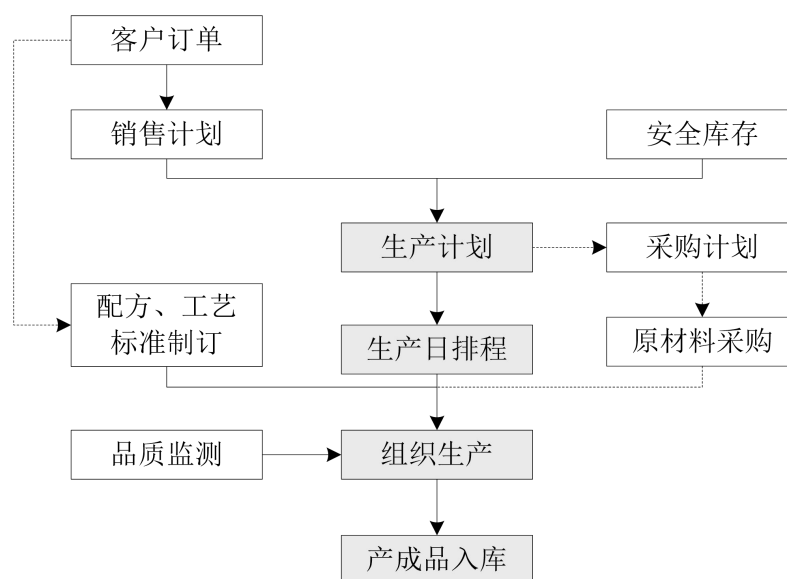 客户订单
销售计划
安全库存
生产计划
采购计划
配方、工艺
标准制订
生产日排程
原材料采购
品质监测
组织生产
产成品入库